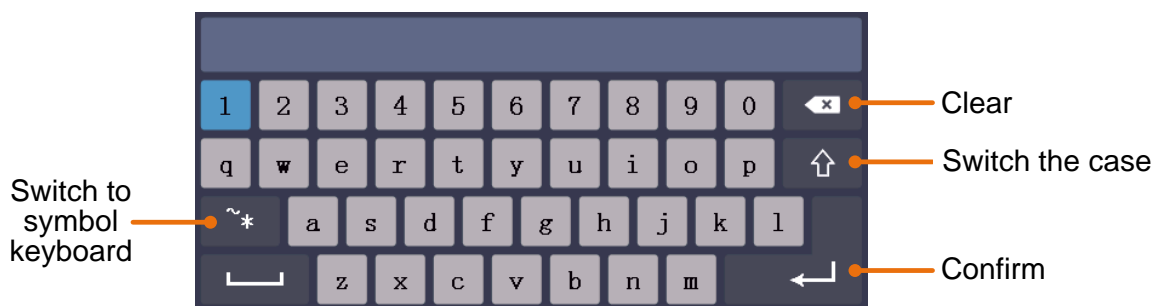 1 2 3 4 5 6 7 8 9 0
Clear
q w e r t y u i o p
Switch the case
Switch to
symbol
keyboard
~* a s d f g h j k l
z x c v b n m
Confirm